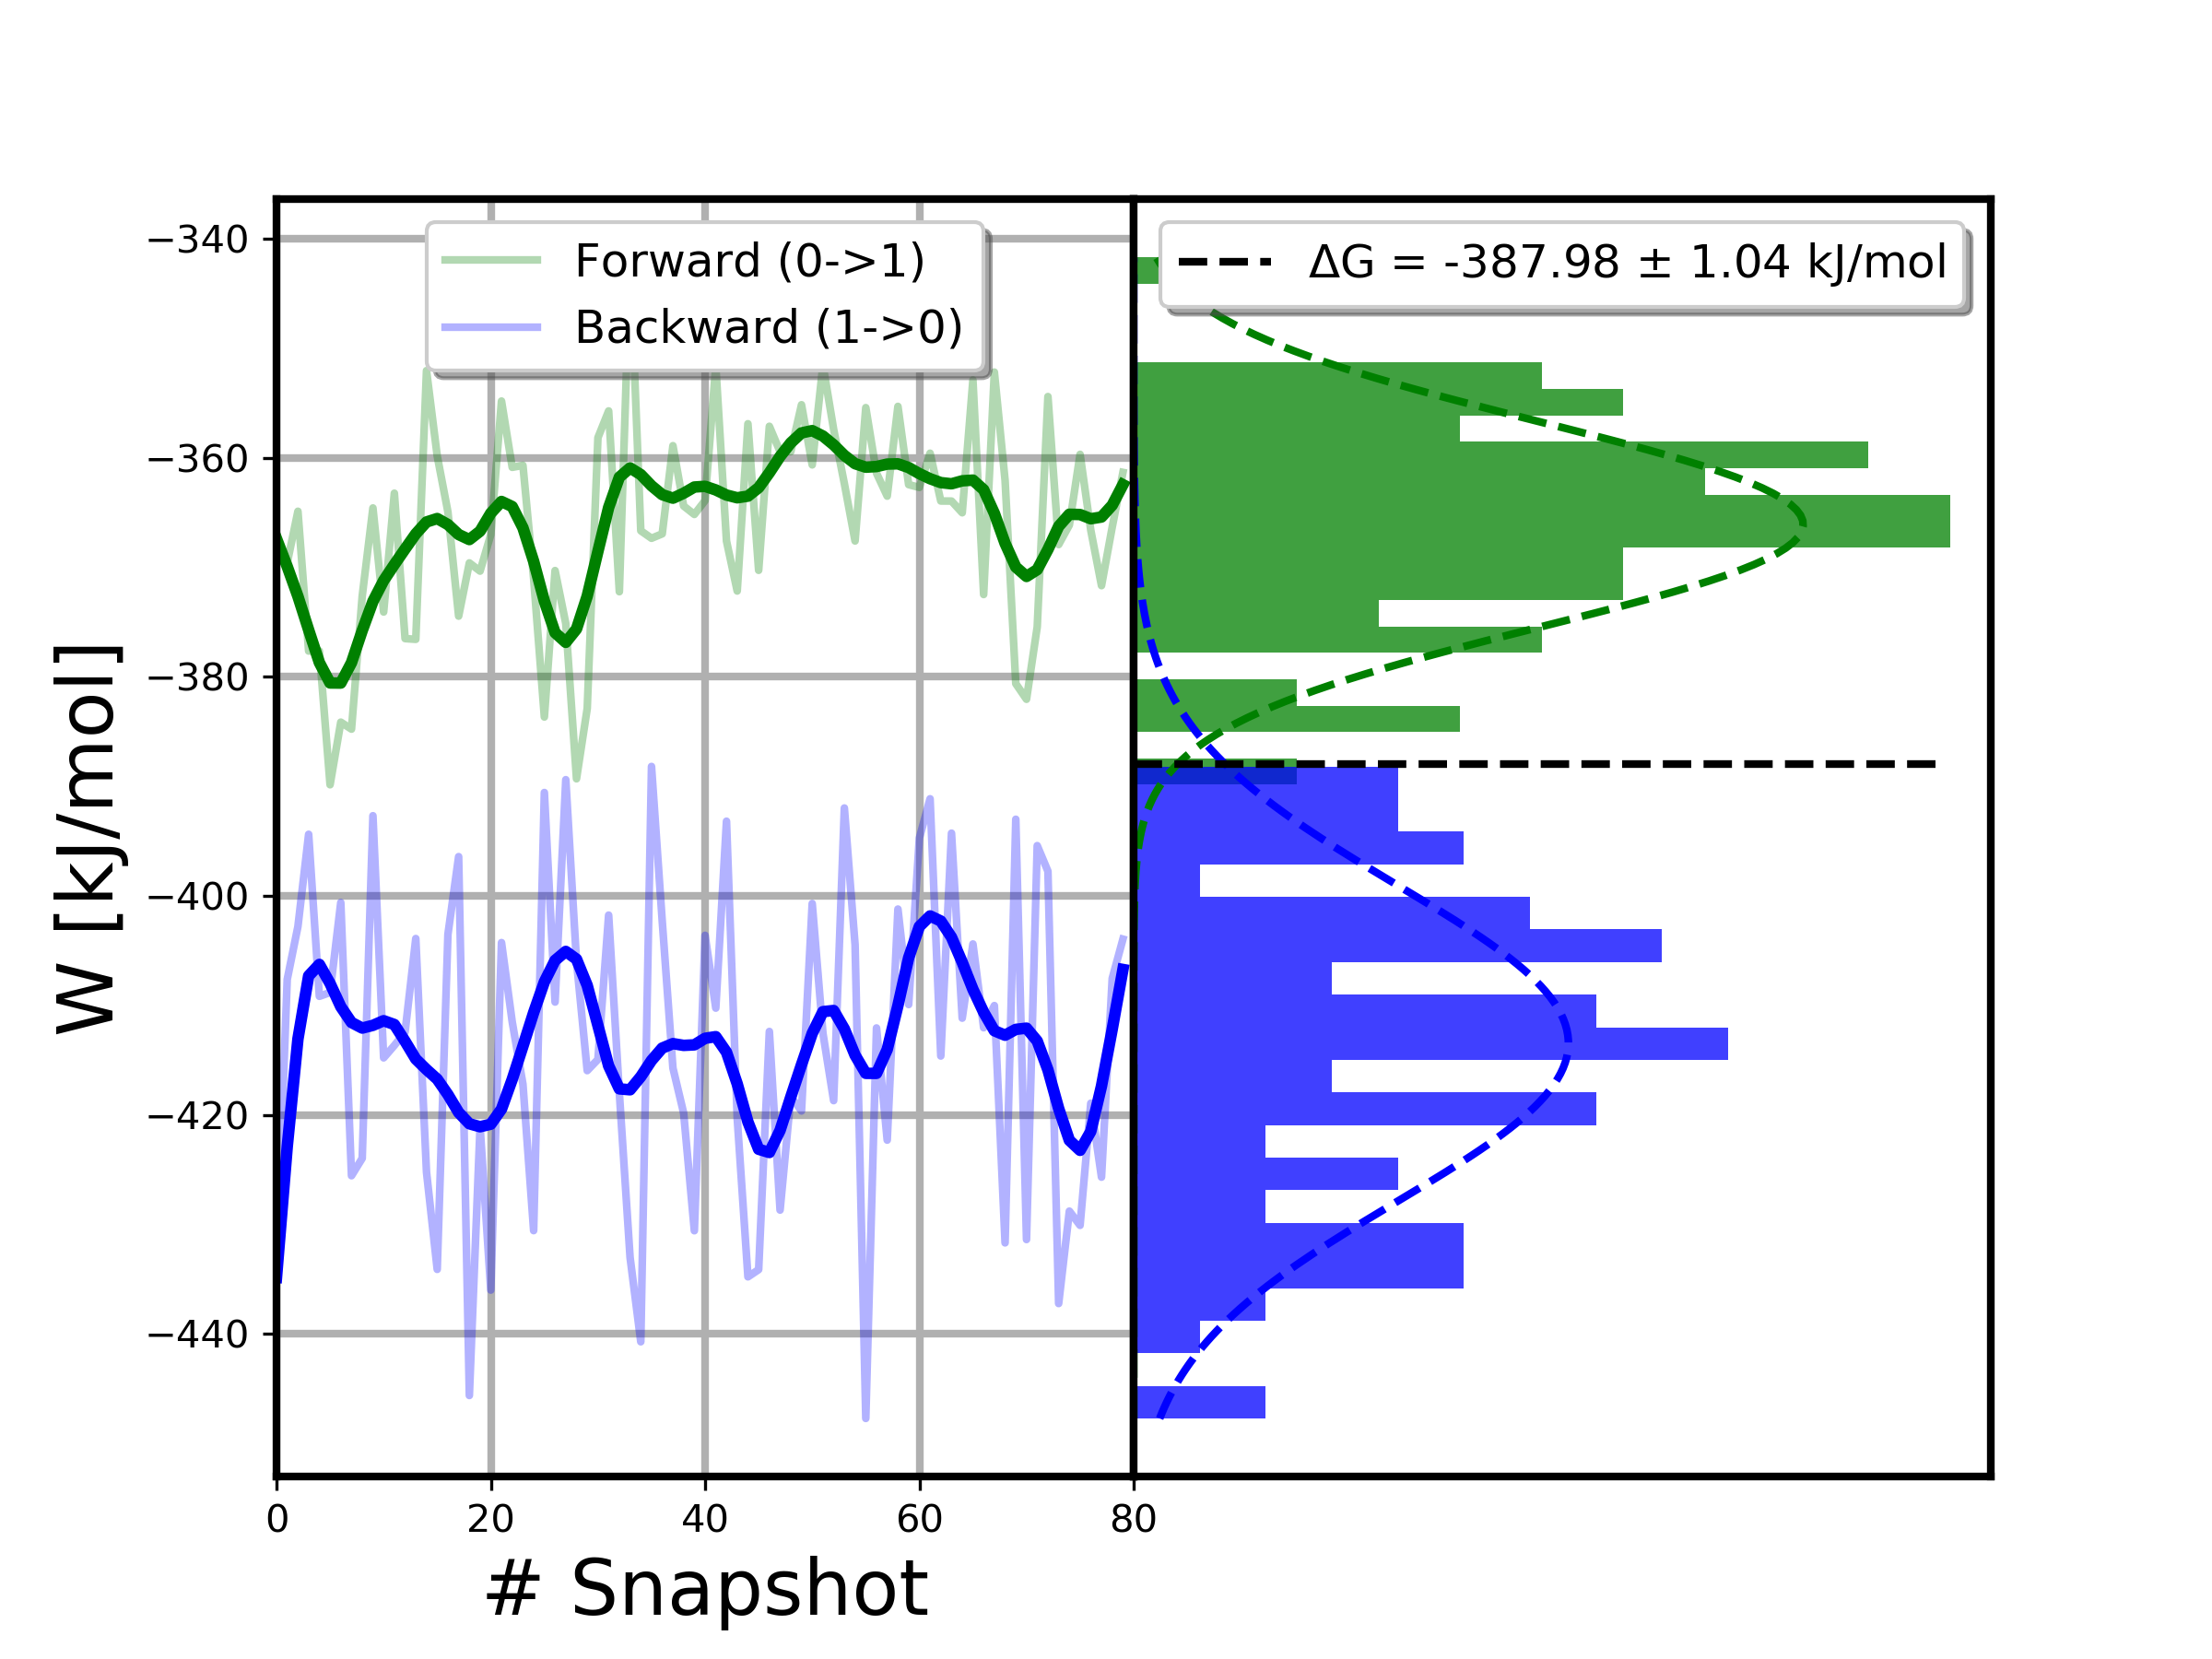 Forward (0->1)
Backward (1->0)
ΔG = -387.98 ± 1.04 kJ/mol
W [kJ/mol]
−340
−360
−380
−400
−420
−440
0 20 40 60 80
# Snapshot